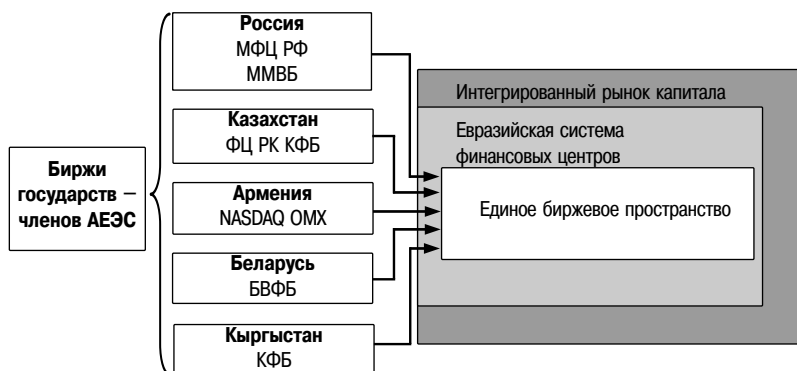 Биржи
государств –
членов АЕЭС
Россия
МФЦ РФ
ММВБ
Казахстан
ФЦ РК КФБ
Армения
NASDAQ OMX
Беларусь
БВФБ
Кыргыстан
КФБ
Интегрированный рынок капитала
Евразийская система
финансовых центров
Единое биржевое пространство